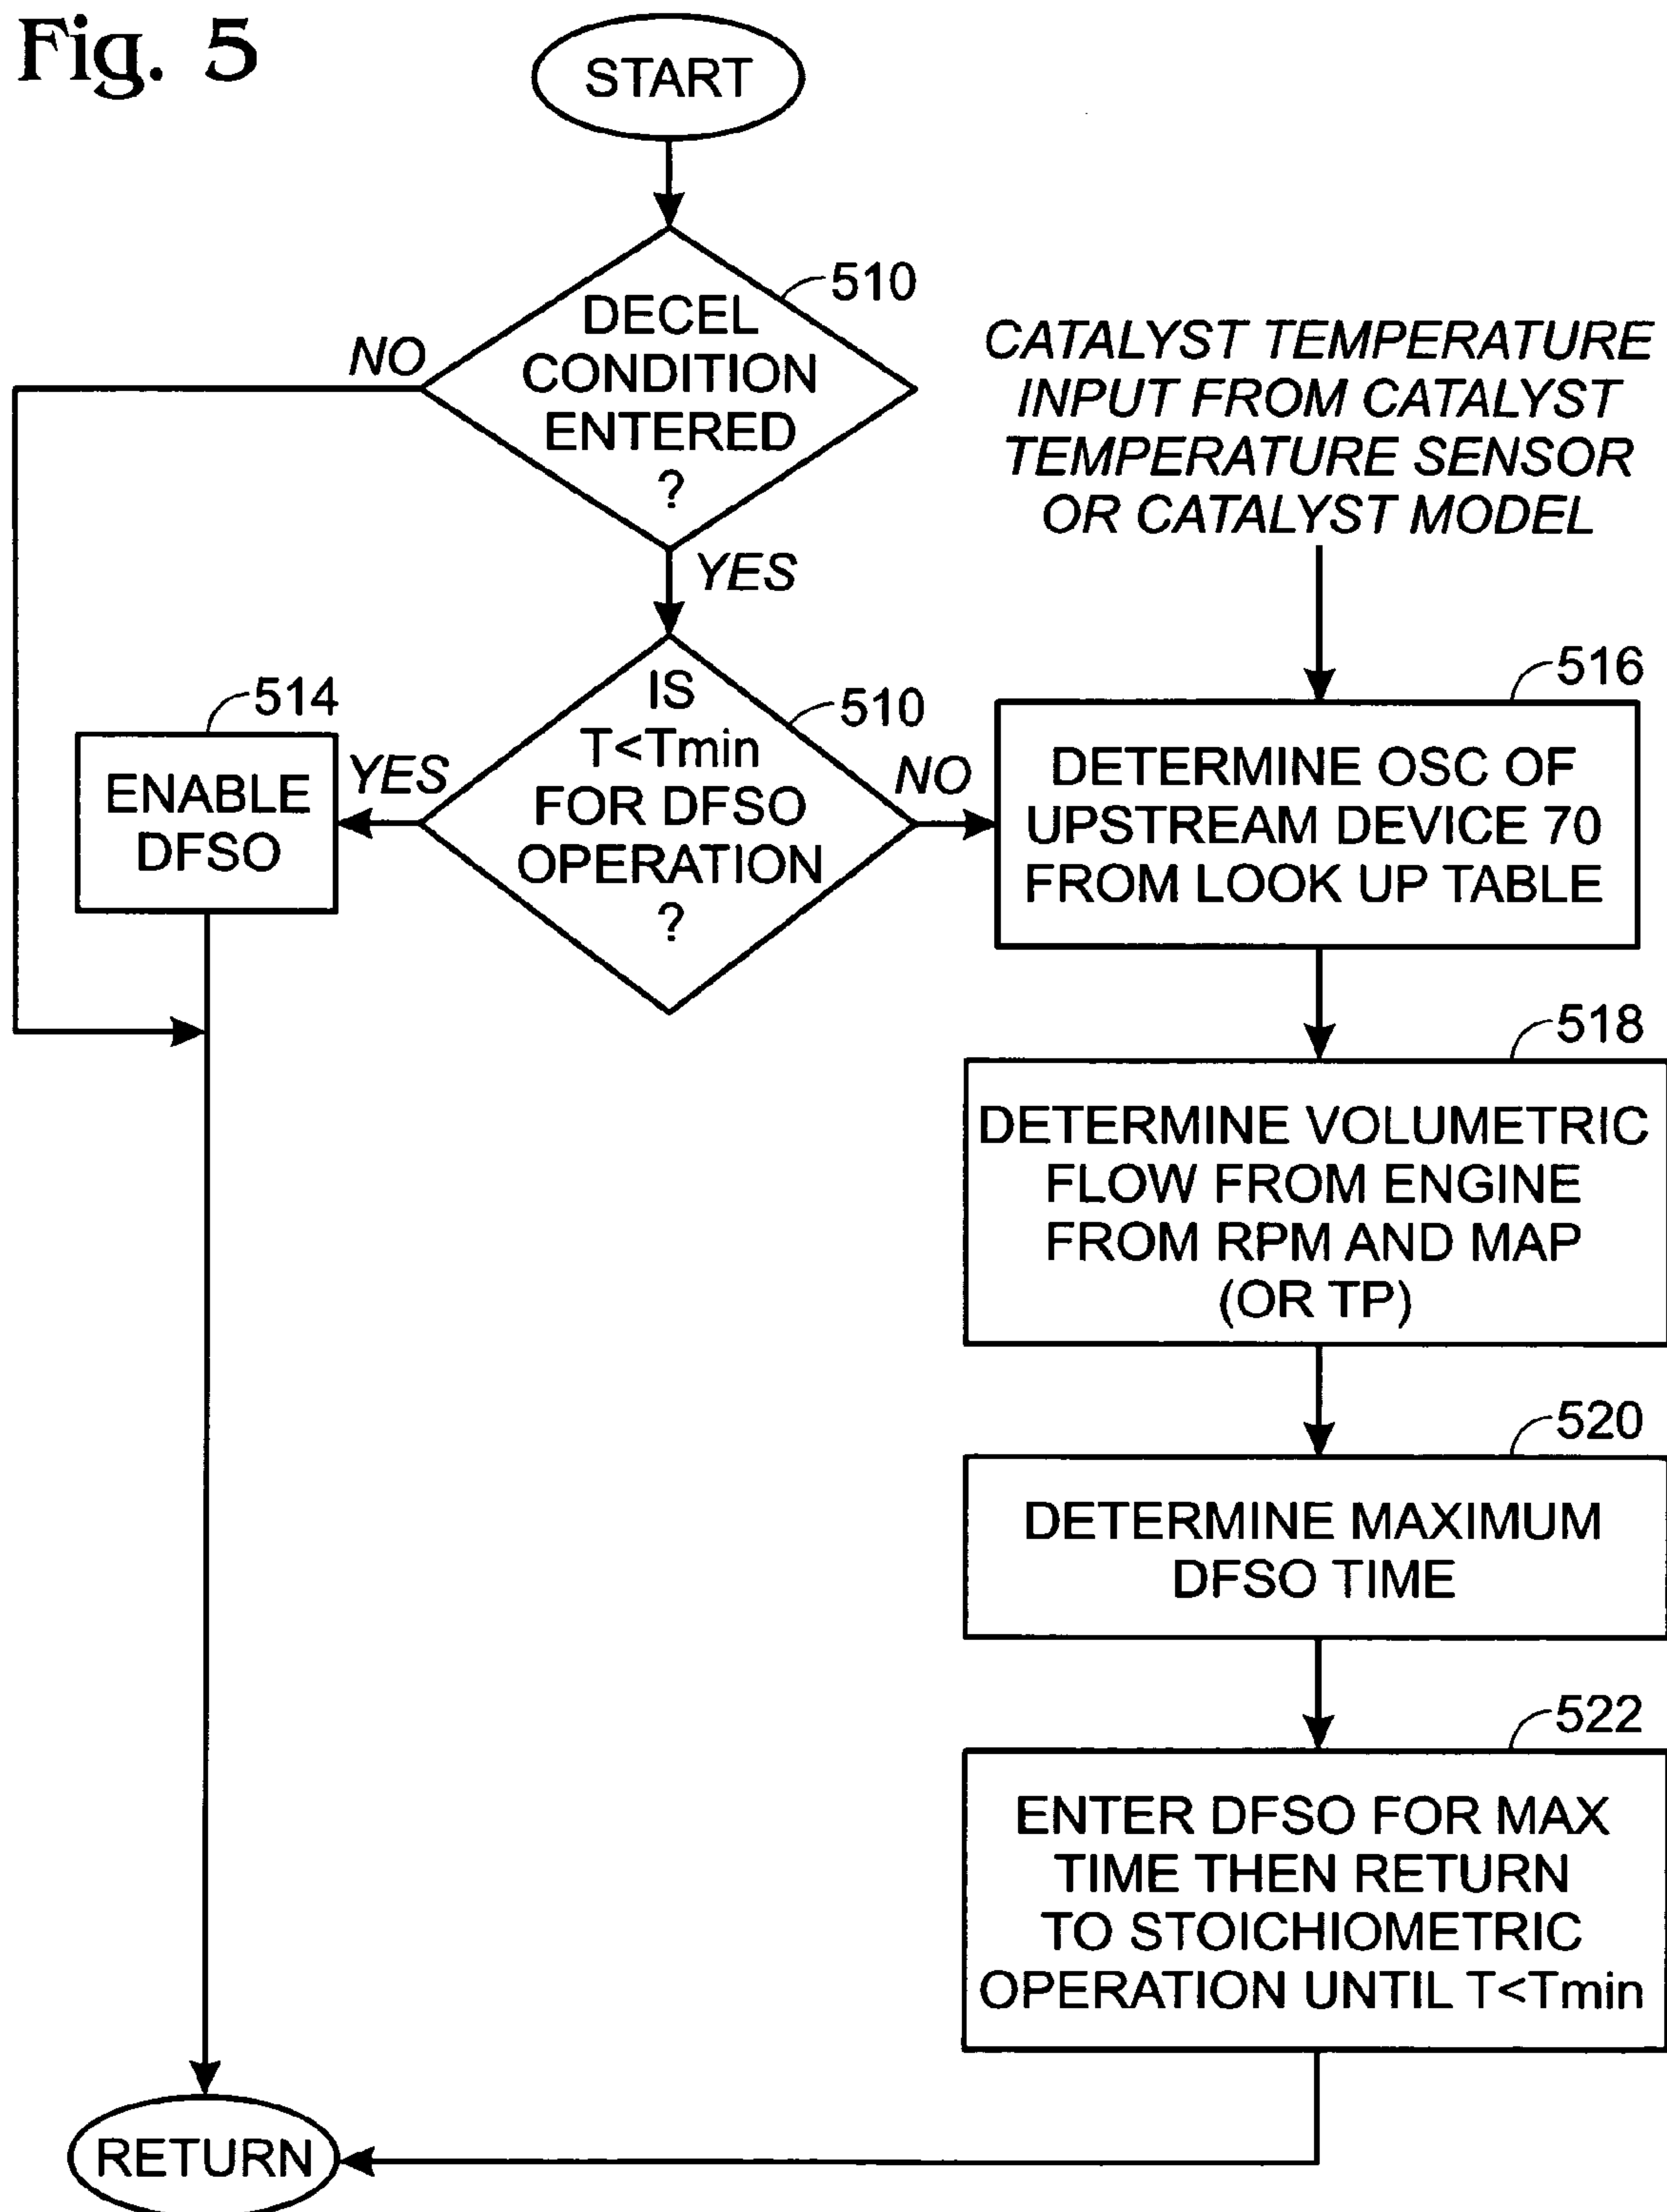 Fig. 5
START
510
DECEL
CONDITION
ENTERED
?
NO
YES
CATALYST TEMPERATURE
INPUT FROM CATALYST
TEMPERATURE SENSOR
OR CATALYST MODEL
510
IS
T<Tmin
FOR DFSO
OPERATION
?
YES
NO
514
ENABLE
DFSO
516
DETERMINE OSC OF
UPSTREAM DEVICE 70
FROM LOOK UP TABLE
518
DETERMINE VOLUMETRIC
FLOW FROM ENGINE
FROM RPM AND MAP
(OR TP)
520
DETERMINE MAXIMUM
DFSO TIME
522
ENTER DFSO FOR MAX
TIME THEN RETURN
TO STOICHIOMETRIC
OPERATION UNTIL T<Tmin
RETURN